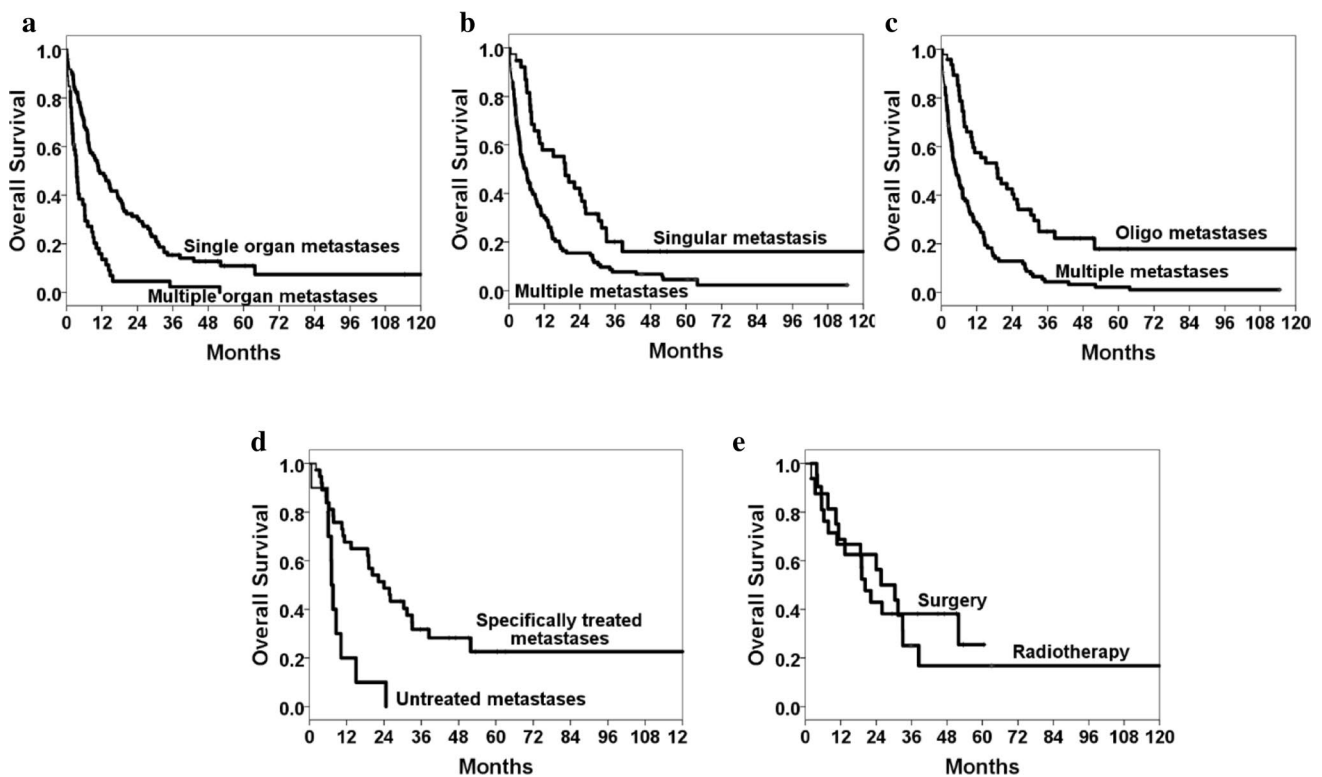 a
Overall Survival
1.0
0.8
0.6
0.4
0.2
0.0
Single organ metastases
Multiple organ metastases
0 12 24 36 48 60 72 84 96 108 120
Months
b
Overall Survival
1.0
0.8
0.6
0.4
0.2
0.0
Singular metastasis
Multiple metastases
0 12 24 36 48 60 72 84 96 108 120
Months
c
Overall Survival
1.0
0.8
0.6
0.4
0.2
0.0
Oligo metastases
Multiple metastases
0 12 24 36 48 60 72 84 96 108 120
Months
d
Overall Survival
1.0
0.8
0.6
0.4
0.2
0.0
Specifically treated
metastases
Untreated metastases
0 12 24 36 48 60 72 84 96 108 12
Months
e
Overall Survival
1.0
0.8
0.6
0.4
0.2
0.0
Surgery
Radiotherapy
0 12 24 36 48 60 72 84 96 108 120
Months